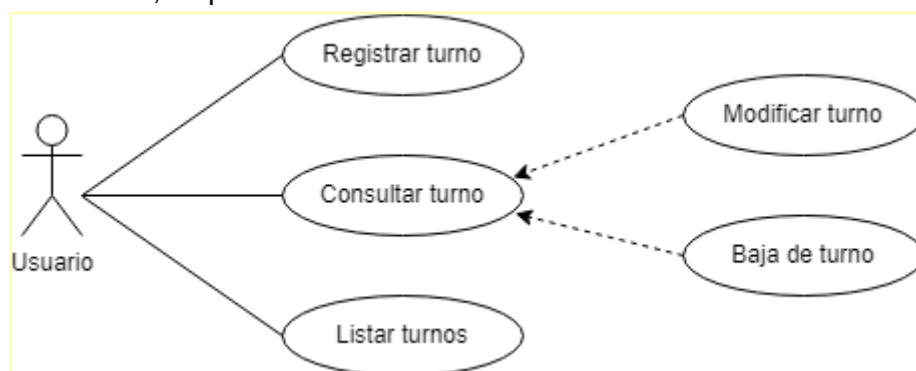 Registrar turno
Modificar turno
Consultar turno
Usuario
Baja de turno
Listar turnos